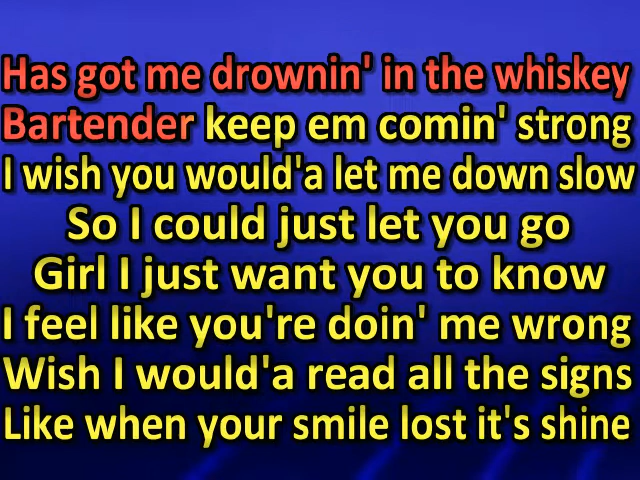 Has got me drownin' in the whiskey
Bartender keep em comin' strong
I wish you would'a let me down slow
So I could just let you go
Girl I just want you to know
I feel like you're doin' me wrong
Wish I would'a read all the signs
Like when your smile lost it's shine